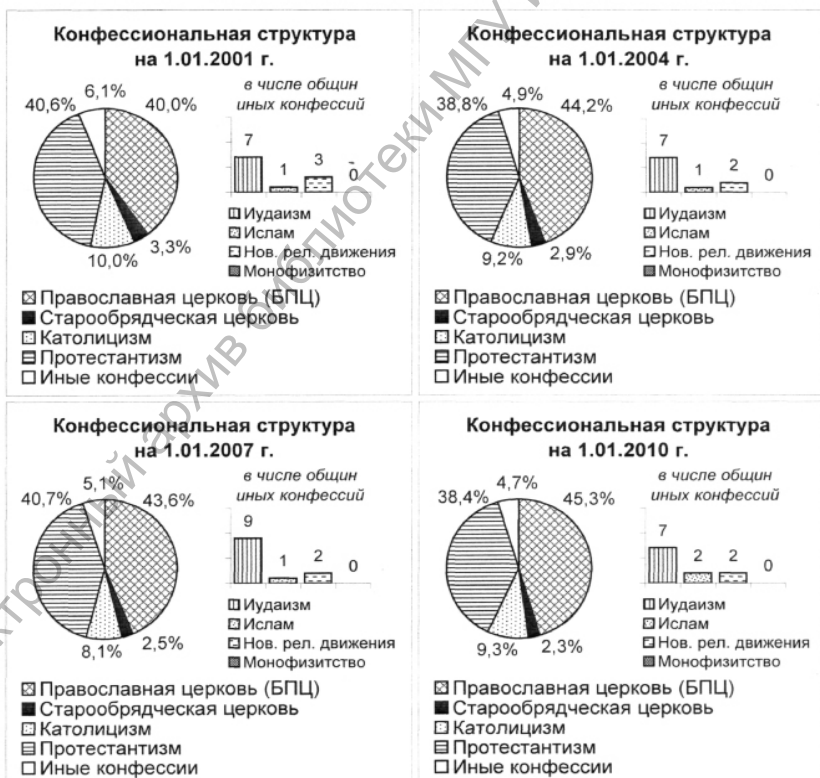 Конфессиональная структура
на 1.01.2001 г.
в числе общин
иных конфессий
40,6%
6,1%
40,0%
3,3%
10,0%
7
1
3
0
Иудаизм
Ислам
Нов. рел. движения
Монофизитство
Православная церковь (БПЦ)
Старообрядческая церковь
Католицизм
Протестантизм
Иные конфессии
Конфессиональная структура
на 1.01.2004 г.
в числе общин
иных конфессий
38,8%
4,9%
44,2%
2,9%
9,2%
7
1
2
0
Иудаизм
Ислам
Нов. рел. движения
Монофизитство
Православная церковь (БПЦ)
Старообрядческая церковь
Католицизм
Протестантизм
Иные конфессии
Конфессиональная структура
на 1.01.2007 г.
в числе общин
иных конфессий
40,7%
5,1%
43,6%
2,5%
8,1%
9
1
2
0
Иудаизм
Ислам
Нов. рел. движения
Монофизитство
Православная церковь (БПЦ)
Старообрядческая церковь
Католицизм
Протестантизм
Иные конфессии
Конфессиональная структура
на 1.01.2010 г.
в числе общин
иных конфессий
38,4%
4,7%
45,3%
2,3%
9,3%
7
2
2
0
Иудаизм
Ислам
Нов. рел. движения
Монофизитство
Православная церковь (БПЦ)
Старообрядческая церковь
Католицизм
Протестантизм
Иные конфессии
архив библиотеки МГУ